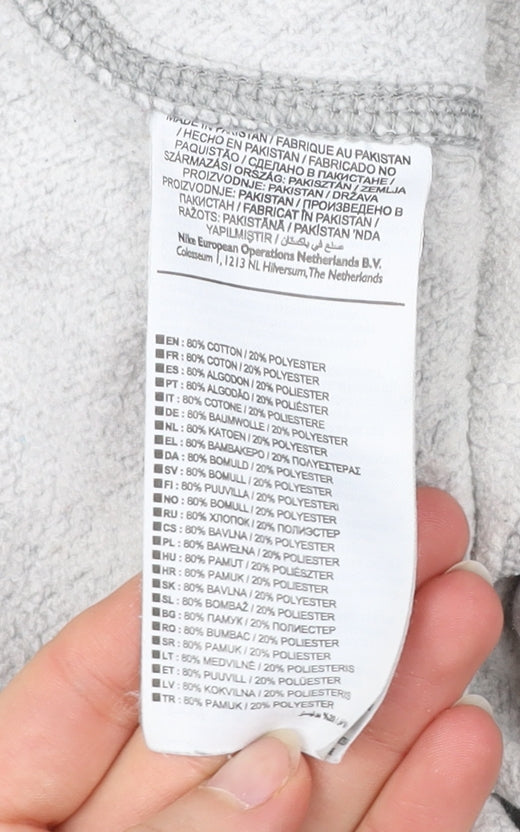 MADE IN PAKISTAN / FABRIQUE AU PAKISTAN
/ HECHO EN PAKISTAN / FABRICADO NO
PAQUISTÃO / СДЕЛАНО В ПАКИСТАНЕ /
SZÁRMAZÁSI ORSZÁG: PAKISZTÁN / ZEMLJA
PROIZVODNJE: PAKISTAN / DRŽAVA
PROIZVODNJE: PAKISTAN / ПРОИЗВЕДЕНО В
ПАКИСТАН / FABRICAT ÎN PAKISTAN /
RAŽOTS: PAKISTĀNĀ / PAKİSTAN 'NDA
YAPILMIŞTIR / صنع في باكستان
Nike European Operations Netherlands B.V.
Colosseum 1, 1213 NL Hilversum, The Netherlands
EN : 80% COTTON / 20% POLYESTER
FR : 80% COTON / 20% POLYESTER
ES : 80% ALGODON / 20% POLIESTER
PT : 80% ALGODÃO / 20% POLIÉSTER
IT : 80% COTONE / 20% POLIESTERE
DE : 80% BAUMWOLLE / 20% POLYESTER
NL : 80% KATOEN / 20% POLYESTER
EL : 80% ΒΑΜΒΑΚΕΡΟ / 20% ΠΟΛΥΕΣΤΕΡΑΣ
DA : 80% BOMULD / 20% POLYESTER
SV : 80% BOMULL / 20% POLYESTER
FI : 80% PUUVILLA / 20% POLYESTERI
NO : 80% BOMULL / 20% POLYESTER
RU : 80% ХЛОПОК / 20% ПОЛИЭСТЕР
CS : 80% BAVLNA / 20% POLYESTER
PL : 80% BAWEŁNA / 20% POLIESTER
HU : 80% PAMUT / 20% POLIÉSZTER
HR : 80% PAMUK / 20% POLIESTER
SK : 80% BAVLNA / 20% POLYESTER
SL : 80% BOMBAŽ / 20% POLIESTER
BG : 80% ПАМУК / 20% ПОЛИЕСТЕР
RO : 80% BUMBAC / 20% POLIESTER
SR : 80% PAMUK / 20% POLIESTER
LT : 80% MEDVILNĖ / 20% POLIESTERIS
ET : 80% PUUVILL / 20% POLÜESTER
LV : 80% KOKVILNA / 20% POLIESTERIS
TR : 80% PAMUK / 20% POLYESTER